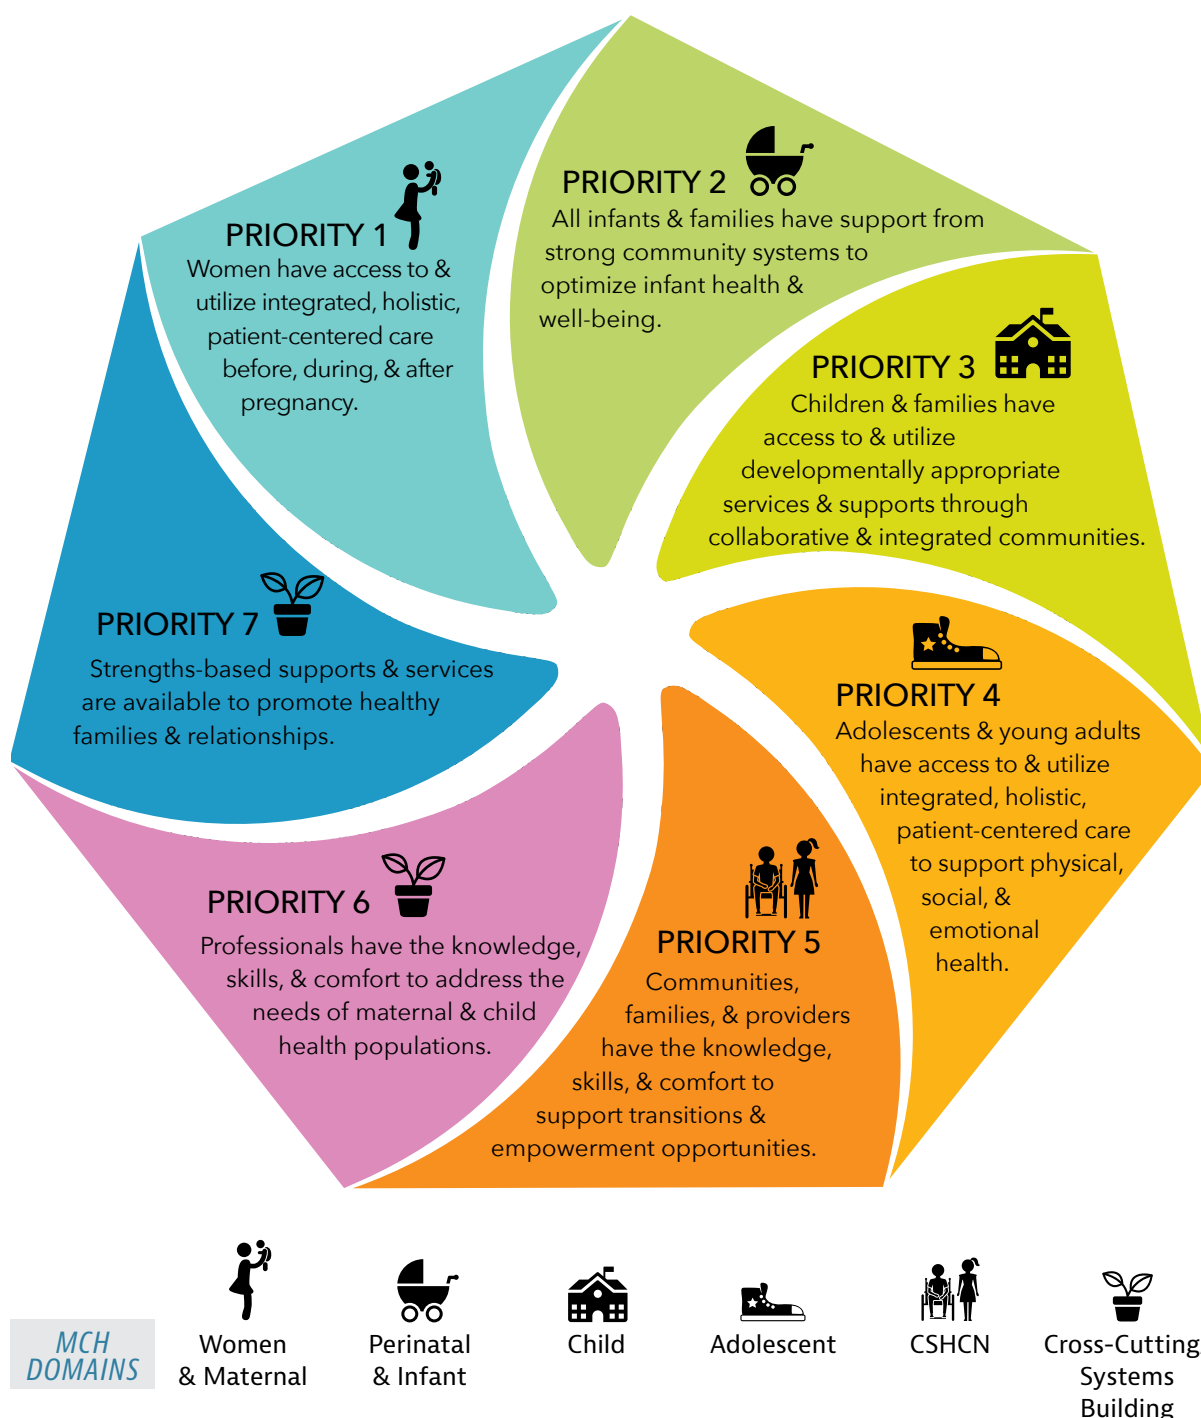 PRIORITY 1
Women have access to &
utilize integrated, holistic,
patient-centered care
before, during, & after
pregnancy.
PRIORITY 2
All infants & families have support from
strong community systems to
optimize infant health &
well-being.
PRIORITY 3
Children & families have
access to & utilize
developmentally appropriate
services & supports through
collaborative & integrated communities.
PRIORITY 4
Adolescents & young adults
have access to & utilize
integrated, holistic,
patient-centered care
to support physical,
social, &
emotional
health.
PRIORITY 5
Communities,
families, & providers
have the knowledge,
skills, & comfort to
support transitions &
empowerment opportunities.
PRIORITY 6
Professionals have the knowledge,
skills, & comfort to address the
needs of maternal & child
health populations.
PRIORITY 7
Strengths-based supports & services
are available to promote healthy
families & relationships.
MCH
DOMAINS
Women
& Maternal
Perinatal
& Infant
Child
Adolescent
CSHCN
Cross-Cutting
Systems
Building